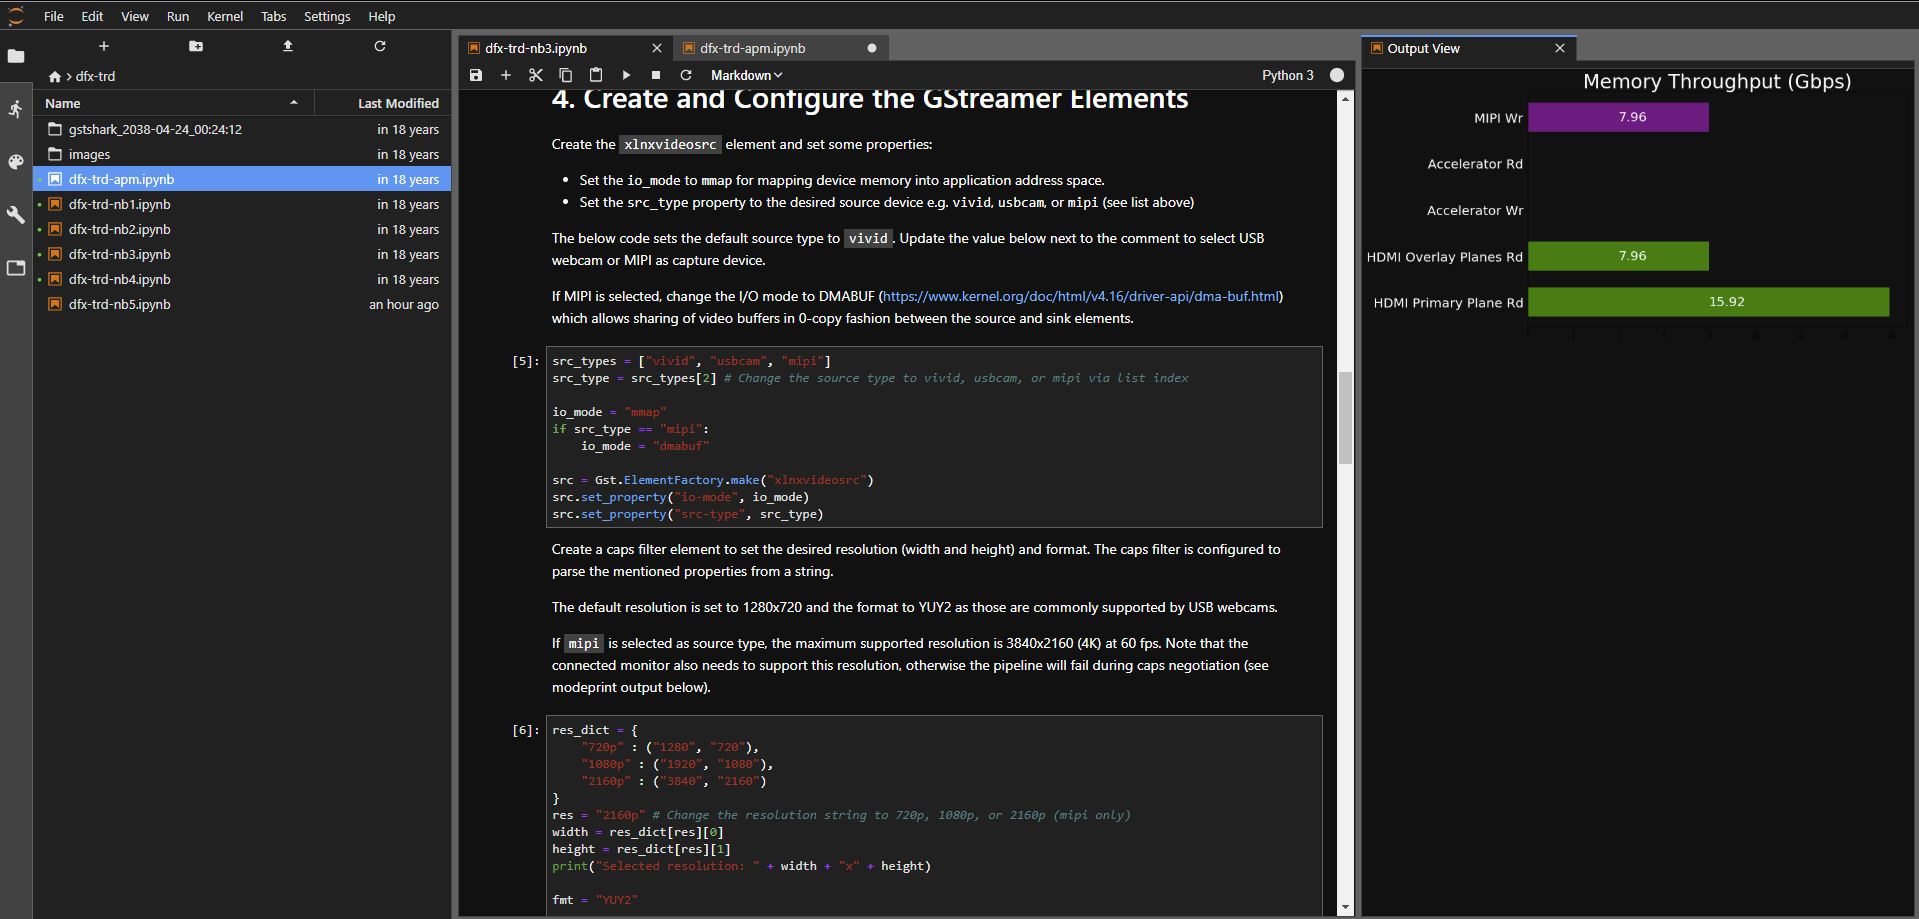 File Edit View Run Kernel Tabs Settings Help
dfx-trd
Name Last Modified
gstshark_2038-04-24_00:24:12 in 18 years
images in 18 years
dfx-trd-apm.ipynb in 18 years
dfx-trd-nb1.ipynb in 18 years
dfx-trd-nb2.ipynb in 18 years
dfx-trd-nb3.ipynb in 18 years
dfx-trd-nb4.ipynb in 18 years
dfx-trd-nb5.ipynb an hour ago
dfx-trd-nb3.ipynb dfx-trd-apm.ipynb
Markdown Python 3
4. Create and Configure the GStreamer Elements
Create the xlnxvideosrc element and set some properties:
• Set the io_mode to mmap for mapping device memory into application address space.
• Set the src_type property to the desired source device e.g. vivid, usbcam, or mipi (see list above)
The below code sets the default source type to vivid. Update the value below next to the comment to select USB
webcam or MIPI as capture device.
If MIPI is selected, change the I/O mode to DMABUF (https://www.kernel.org/doc/html/v4.16/driver-api/dma-buf.html)
which allows sharing of video buffers in 0-copy fashion between the source and sink elements.
[5]: src_types = ["vivid", "usbcam", "mipi"]
src_type = src_types[2] # Change the source type to vivid, usbcam, or mipi via list index
io_mode = "mmap"
if src_type == "mipi":
    io_mode = "dmabuf"
src = Gst.ElementFactory.make("xlnxvideosrc")
src.set_property("io-mode", io_mode)
src.set_property("src-type", src_type)
Create a caps filter element to set the desired resolution (width and height) and format. The caps filter is configured to
parse the mentioned properties from a string.
The default resolution is set to 1280x720 and the format to YUY2 as those are commonly supported by USB webcams.
If mipi is selected as source type, the maximum supported resolution is 3840x2160 (4K) at 60 fps. Note that the
connected monitor also needs to support this resolution, otherwise the pipeline will fail during caps negotiation (see
modeprint output below).
[6]: res_dict = {
    "720p" : ("1280", "720"),
    "1080p" : ("1920", "1080"),
    "2160p" : ("3840", "2160")
}
res = "2160p" # Change the resolution string to 720p, 1080p, or 2160p (mipi only)
width = res_dict[res][0]
height = res_dict[res][1]
print("Selected resolution: " + width + "x" + height)
fmt = "YUY2"
Output View
Memory Throughput (Gbps)
MIPI Wr 7.96
Accelerator Rd
Accelerator Wr
HDMI Overlay Planes Rd 7.96
HDMI Primary Plane Rd 15.92